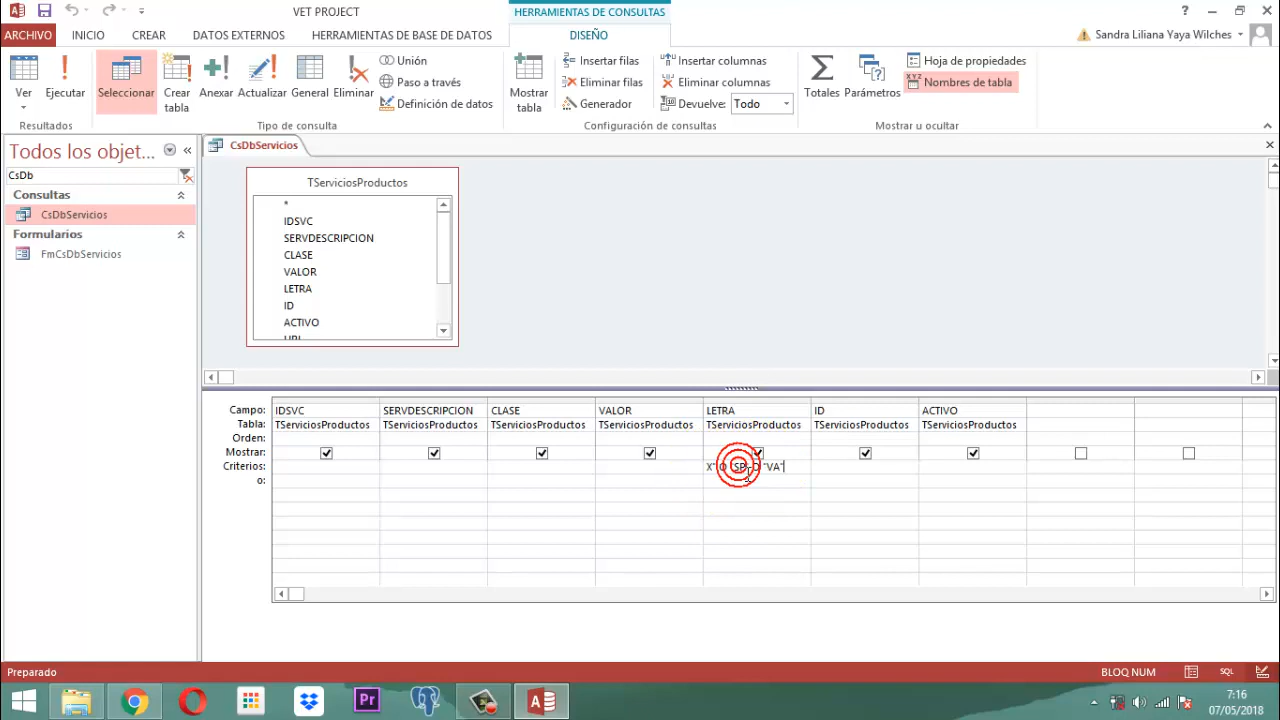 VET PROJECT
HERRAMIENTAS DE CONSULTAS
ARCHIVO INICIO CREAR DATOS EXTERNOS HERRAMIENTAS DE BASE DE DATOS DISEÑO
Sandra Liliana Yaya Wilches
Ver
Ejecutar
Resultados
Seleccionar
Crear tabla
Anexar
Actualizar
General
Eliminar
Unión
Paso a través
Definición de datos
Tipo de consulta
Mostrar tabla
Insertar filas
Eliminar filas
Generador
Insertar columnas
Eliminar columnas
Devuelve: Todo
Configuración de consultas
Totales
Parámetros
Hoja de propiedades
Nombres de tabla
Mostrar u ocultar
Todos los objet...
CsDb
Consultas
CsDbServicios
Formularios
FmCsDbServicios
CsDbServicios
TServiciosProductos
*
IDSVC
SERVDESCRIPCION
CLASE
VALOR
LETRA
ID
ACTIVO
Campo: IDSVC SERVDESCRIPCION CLASE VALOR LETRA ID ACTIVO
Tabla: TServiciosProductos TServiciosProductos TServiciosProductos TServiciosProductos TServiciosProductos TServiciosProductos TServiciosProductos
Orden:
Mostrar:
Criterios: "VA"
o:
Preparado
BLOQ NUM
SQL
Pr
7:16
07/05/2018